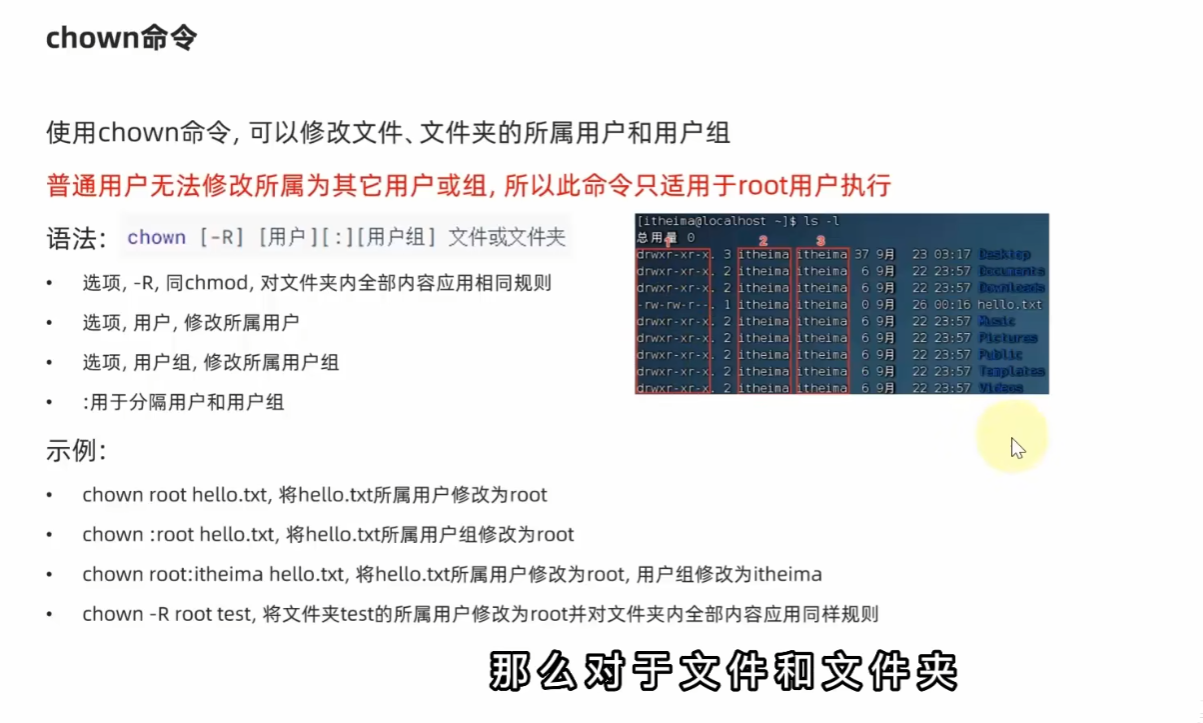 chown命令
使用chown命令, 可以修改文件、文件夹的所属用户和用户组
普通用户无法修改所属为其它用户或组, 所以此命令只适用于root用户执行
语法: chown [-R] [用户][:][用户组] 文件或文件夹
• 选项, -R, 同chmod, 对文件夹内全部内容应用相同规则
• 选项, 用户, 修改所属用户
• 选项, 用户组, 修改所属用户组
• :用于分隔用户和用户组
[itheima@localhost ~]$ ls -l
总用量 0
1 2 3
drwxr-xr-x. 3 itheima itheima 37 9月 23 03:17 Desktop
drwxr-xr-x. 2 itheima itheima 6 9月 22 23:57 Documents
drwxr-xr-x. 2 itheima itheima 6 9月 22 23:57 Downloads
-rw-rw-r--. 1 itheima itheima 0 9月 26 00:16 hello.txt
drwxr-xr-x. 2 itheima itheima 6 9月 22 23:57 Music
drwxr-xr-x. 2 itheima itheima 6 9月 22 23:57 Pictures
drwxr-xr-x. 2 itheima itheima 6 9月 22 23:57 Public
drwxr-xr-x. 2 itheima itheima 6 9月 22 23:57 Templates
drwxr-xr-x. 2 itheima itheima 6 9月 22 23:57 Videos
示例:
• chown root hello.txt, 将hello.txt所属用户修改为root
• chown :root hello.txt, 将hello.txt所属用户组修改为root
• chown root:itheima hello.txt, 将hello.txt所属用户修改为root, 用户组修改为itheima
• chown -R root test, 将文件夹test的所属用户修改为root并对文件夹内全部内容应用同样规则
那么对于文件和文件夹